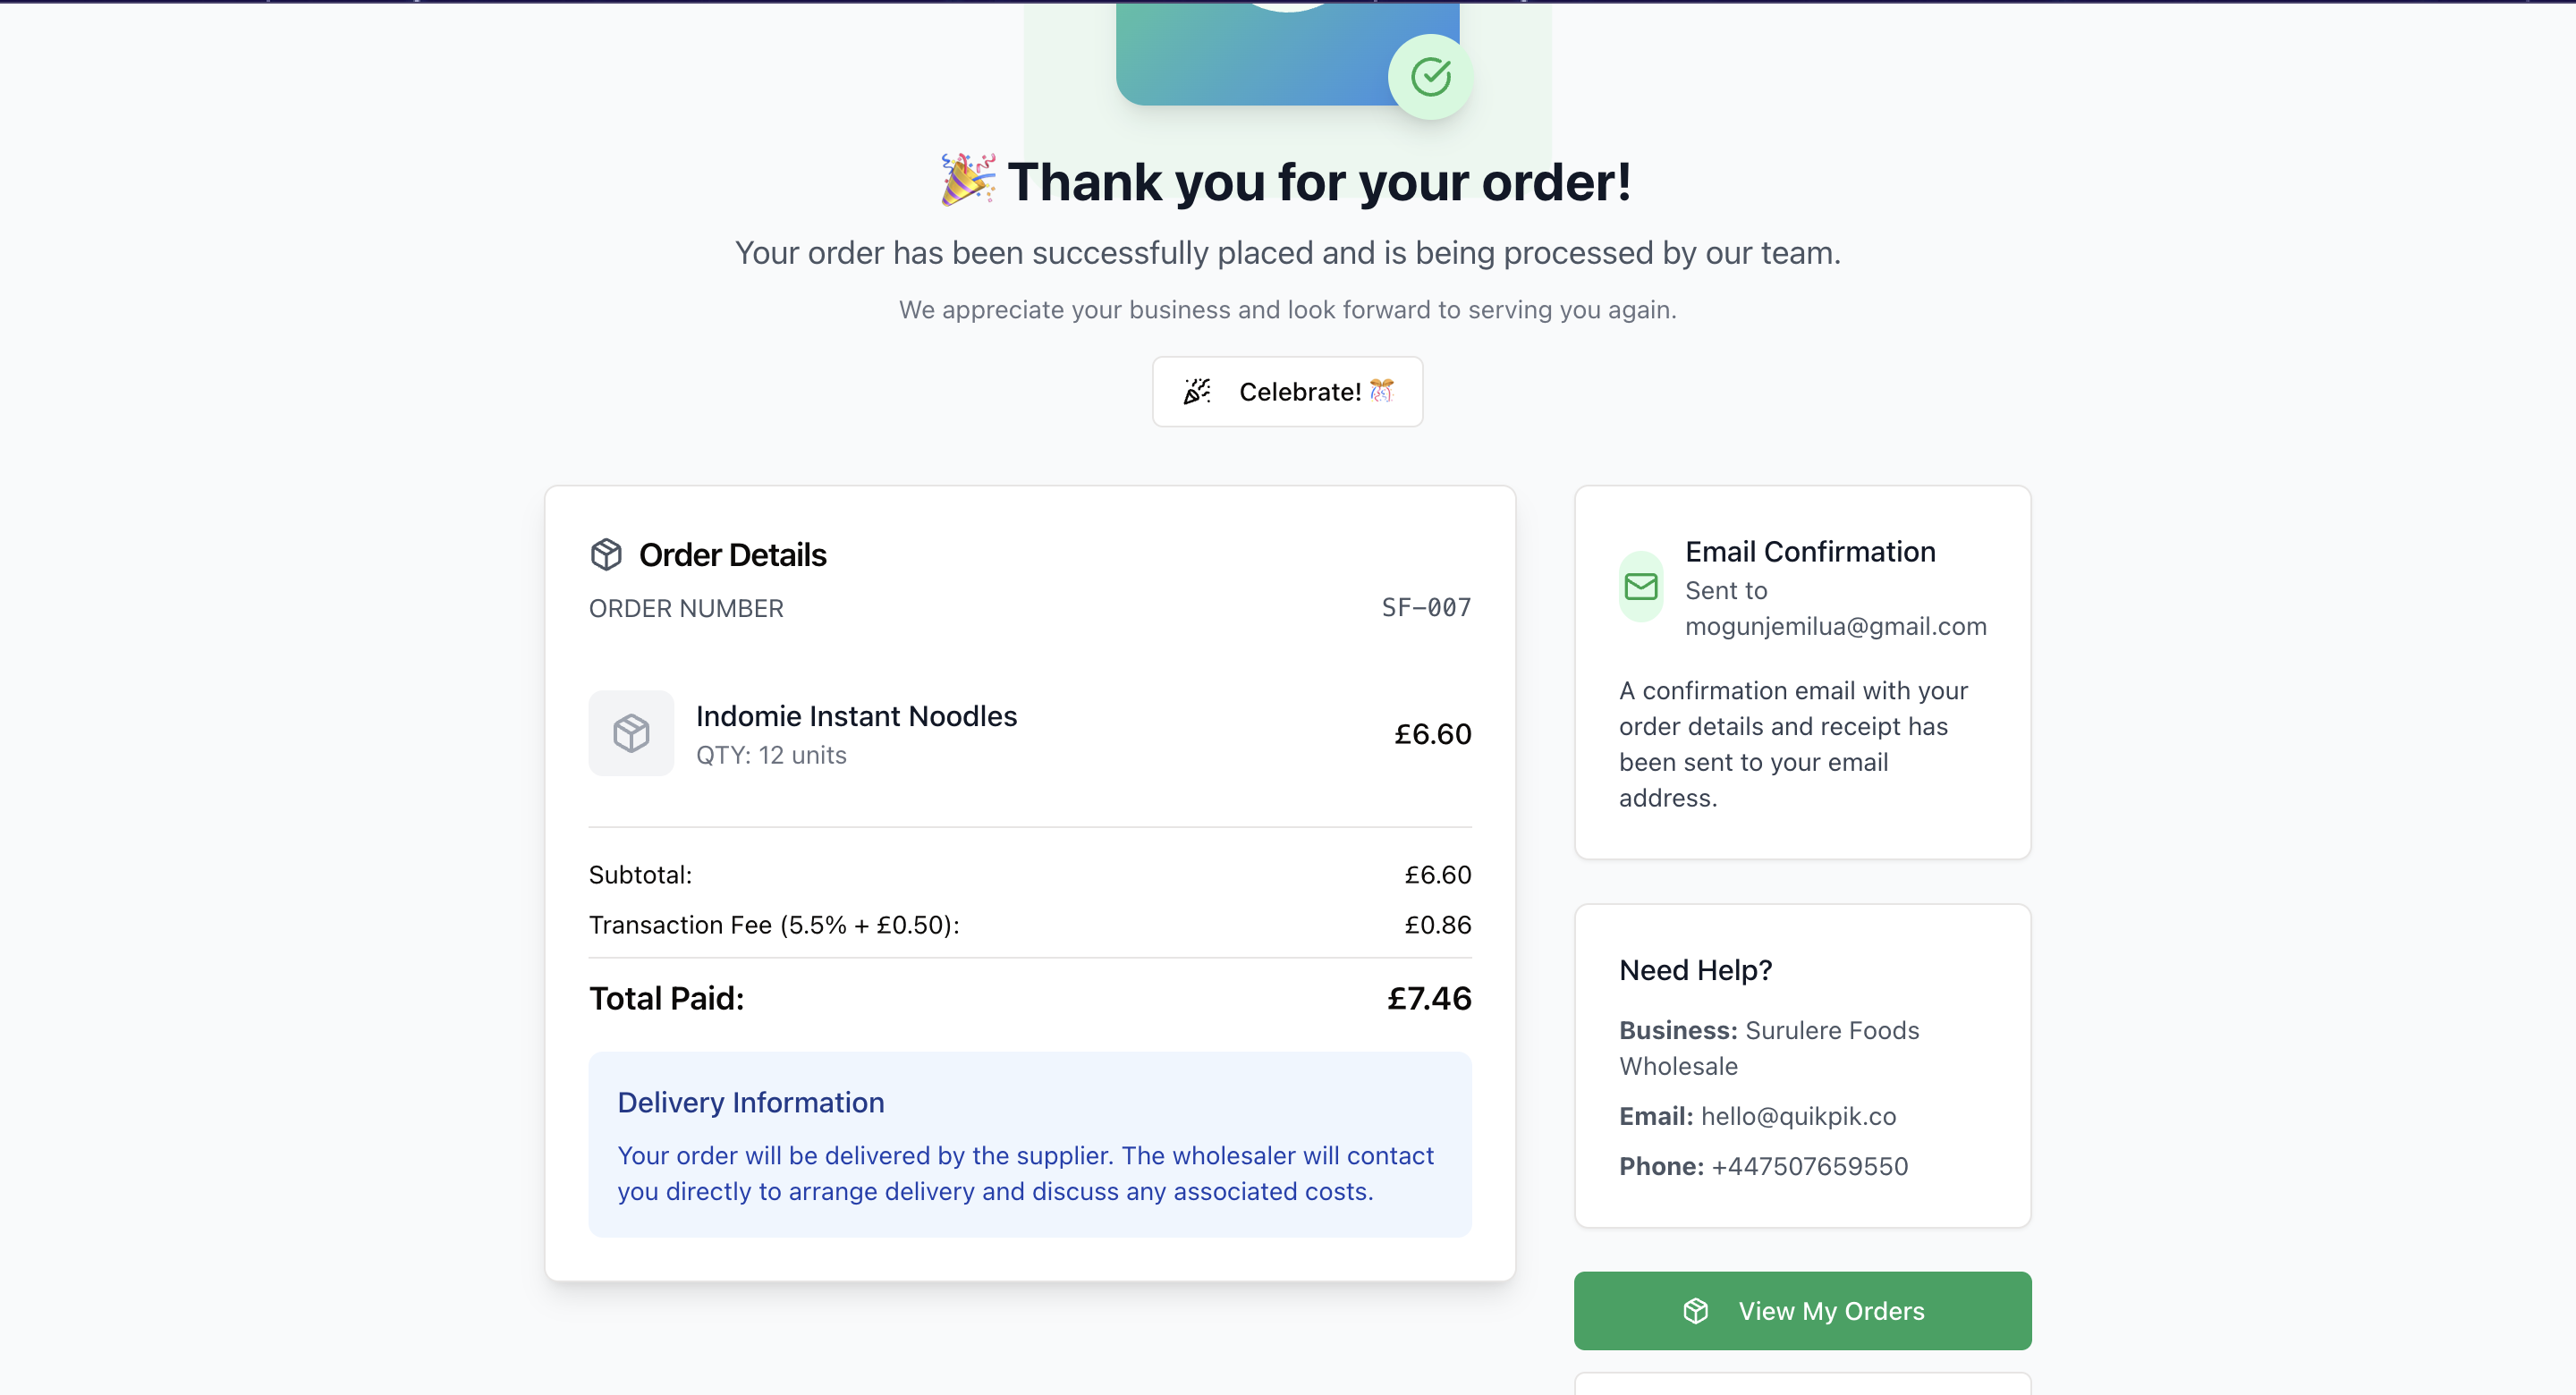 🎉 Thank you for your order!
Your order has been successfully placed and is being processed by our team.
We appreciate your business and look forward to serving you again.
Celebrate! 🎊
Order Details
ORDER NUMBER SF-007
Indomie Instant Noodles
QTY: 12 units
£6.60
Subtotal: £6.60
Transaction Fee (5.5% + £0.50): £0.86
Total Paid: £7.46
Delivery Information
Your order will be delivered by the supplier. The wholesaler will contact
you directly to arrange delivery and discuss any associated costs.
Email Confirmation
Sent to
mogunjemilua@gmail.com
A confirmation email with your
order details and receipt has
been sent to your email
address.
Need Help?
Business: Surulere Foods
Wholesale
Email: hello@quikpik.co
Phone: +447507659550
View My Orders